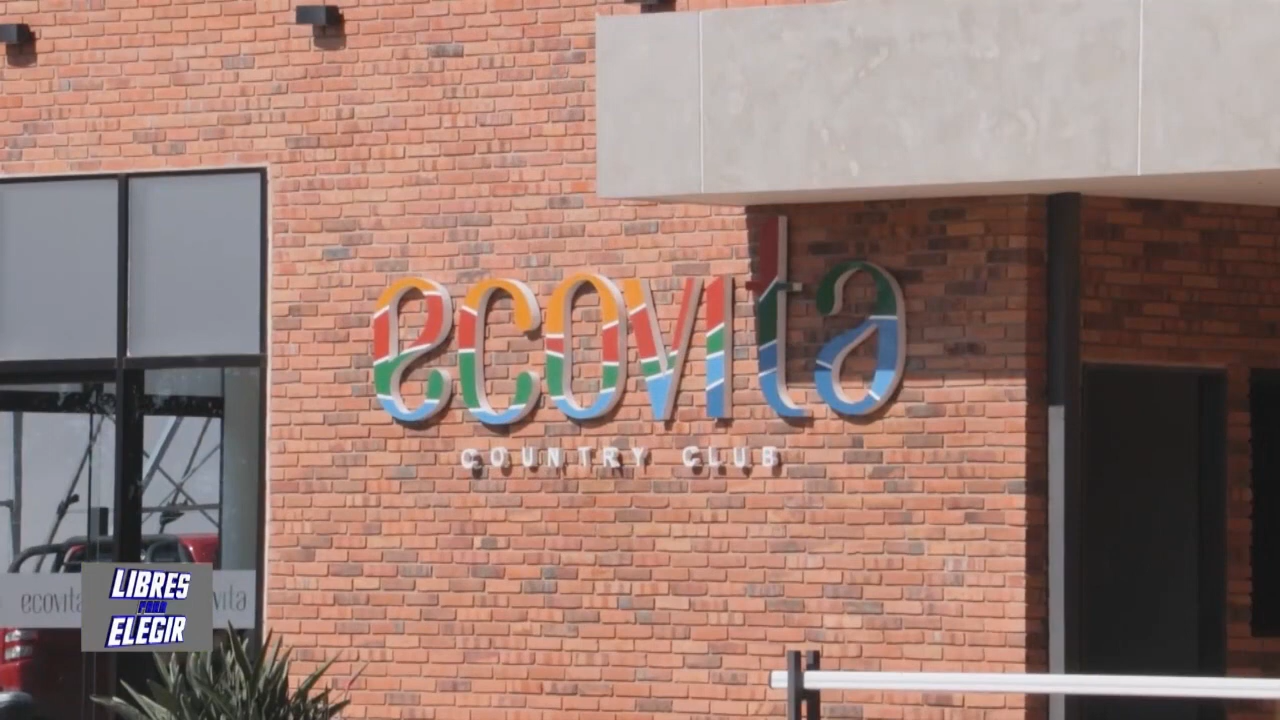 ecovita
COUNTRY CLUB
ecovita
vita
LIBRES
PARA
ELEGIR